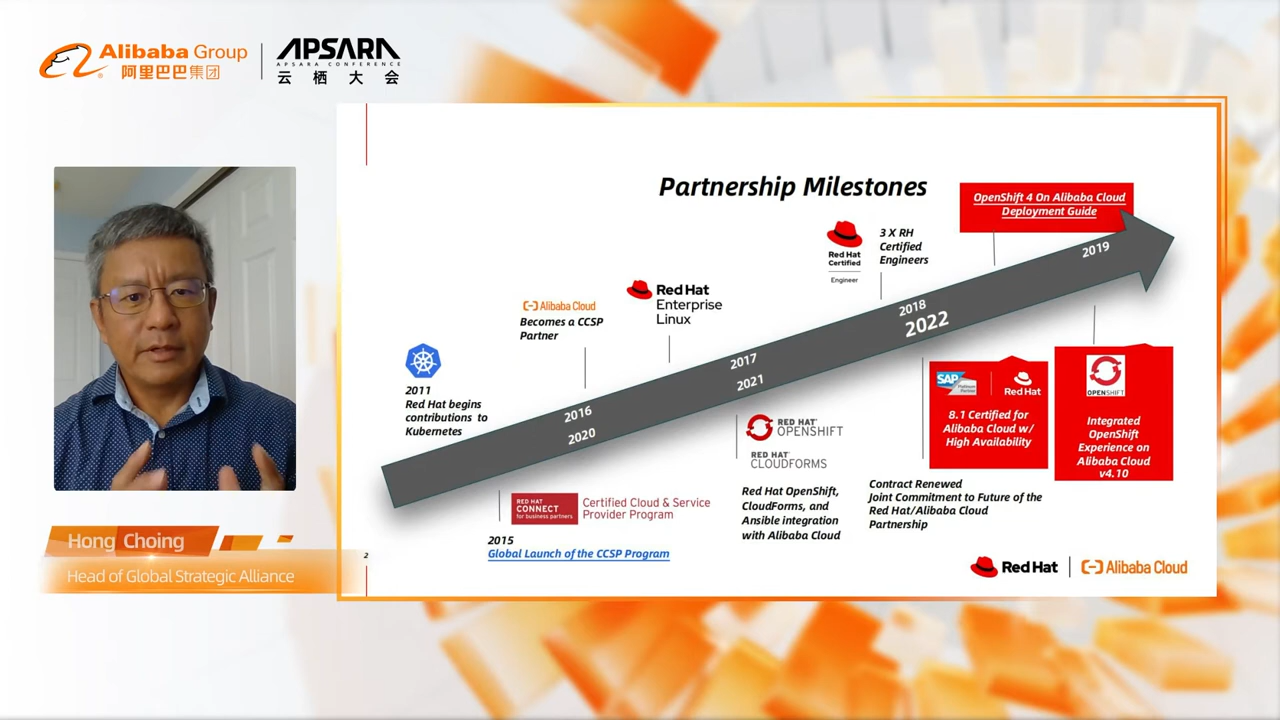 Alibaba Group
阿里巴巴集团
APSARA
APSARA CONFERENCE
云栖大会
Partnership Milestones
OpenShift 4 On Alibaba Cloud
Deployment Guide
Red Hat
Certified
Engineer
3 X RH
Certified
Engineers
2019
Red Hat
Enterprise
Linux
Alibaba Cloud
Becomes a CCSP
Partner
2018
2022
2017
2021
2011
Red Hat begins
contributions to
Kubernetes
2016
2020
SAP
Platinum
Partner
Red Hat
8.1 Certified for
Alibaba Cloud w/
High Availability
OPENSHIFT
Integrated
OpenShift
Experience on
Alibaba Cloud
v4.10
RED HAT
OPENSHIFT
RED HAT
CLOUDFORMS
Red Hat OpenShift,
CloudForms, and
Ansible integration
with Alibaba Cloud
Contract Renewed
Joint Commitment to Future of the
Red Hat/Alibaba Cloud
Partnership
RED HAT
CONNECT
for business partners
Certified Cloud & Service
Provider Program
2015
Global Launch of the CCSP Program
2
Red Hat
Alibaba Cloud
Hong Choing
Head of Global Strategic Alliance